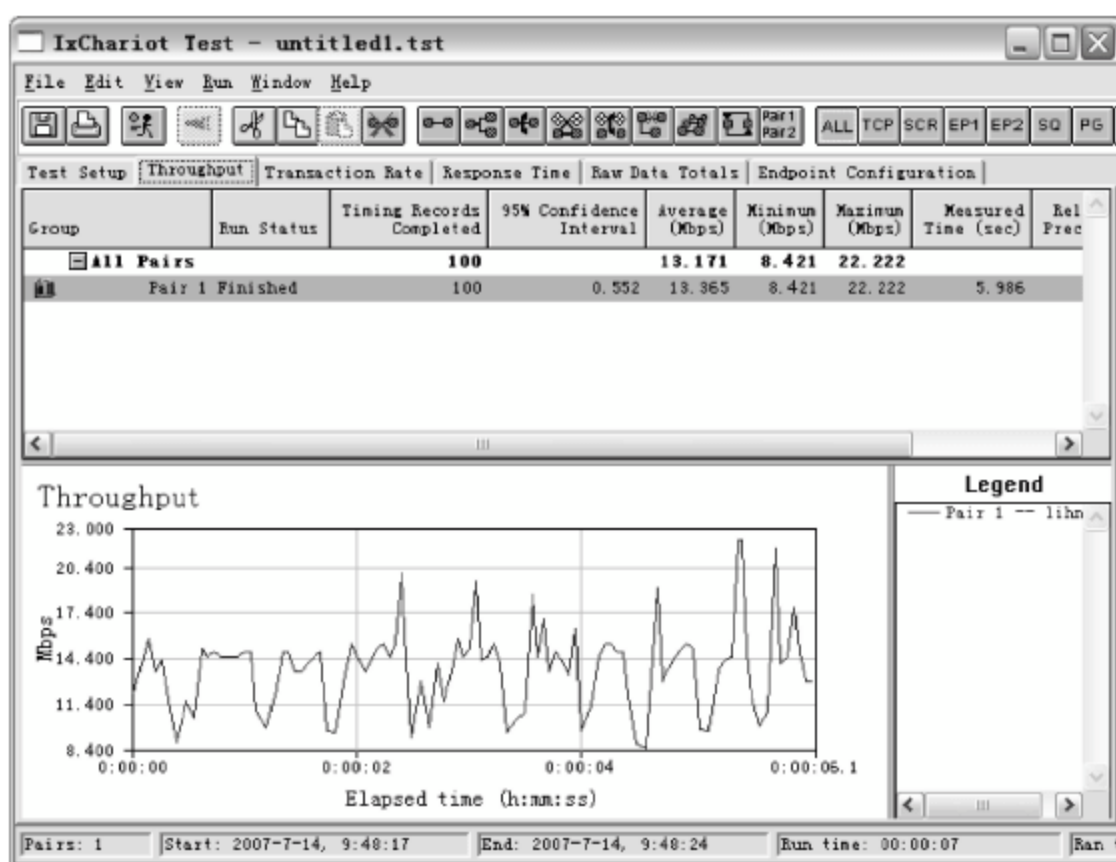 IxChariot Test - untitled1.tst
File Edit View Run Window Help
Pair1 Pair2 ALL TCP SCR EP1 EP2 SQ PG
Test Setup Throughput Transaction Rate Response Time Raw Data Totals Endpoint Configuration
Group Run Status Timing Records Completed 95% Confidence Interval Average (Mbps) Minimum (Mbps) Maximum (Mbps) Measured Time (sec) Rel Prec
All Pairs 100 13.171 8.421 22.222
Pair 1 Finished 100 0.552 13.365 8.421 22.222 5.986
Throughput
Mbps
23.000
20.400
17.400
14.400
11.400
8.400
0:00:00 0:00:02 0:00:04 0:00:06.1
Elapsed time (h:mm:ss)
Legend
Pair 1 -- lihn
Pairs: 1 Start: 2007-7-14, 9:48:17 End: 2007-7-14, 9:48:24 Run time: 00:00:07 Ran